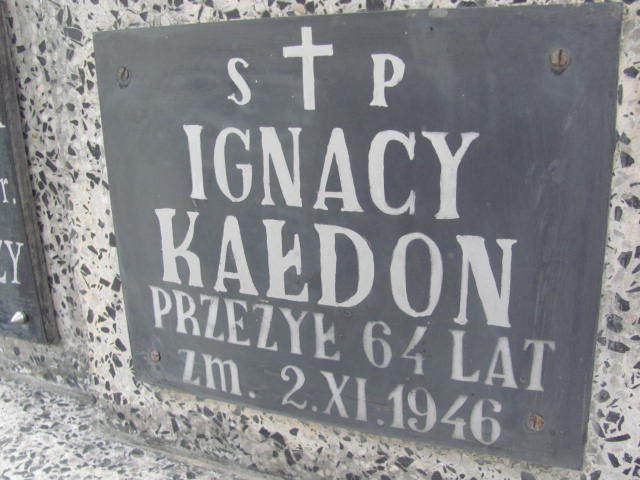 S † P
IGNACY
KAŁDON
PRZEŻYŁ 64 LAT
zm. 2.XI.1946